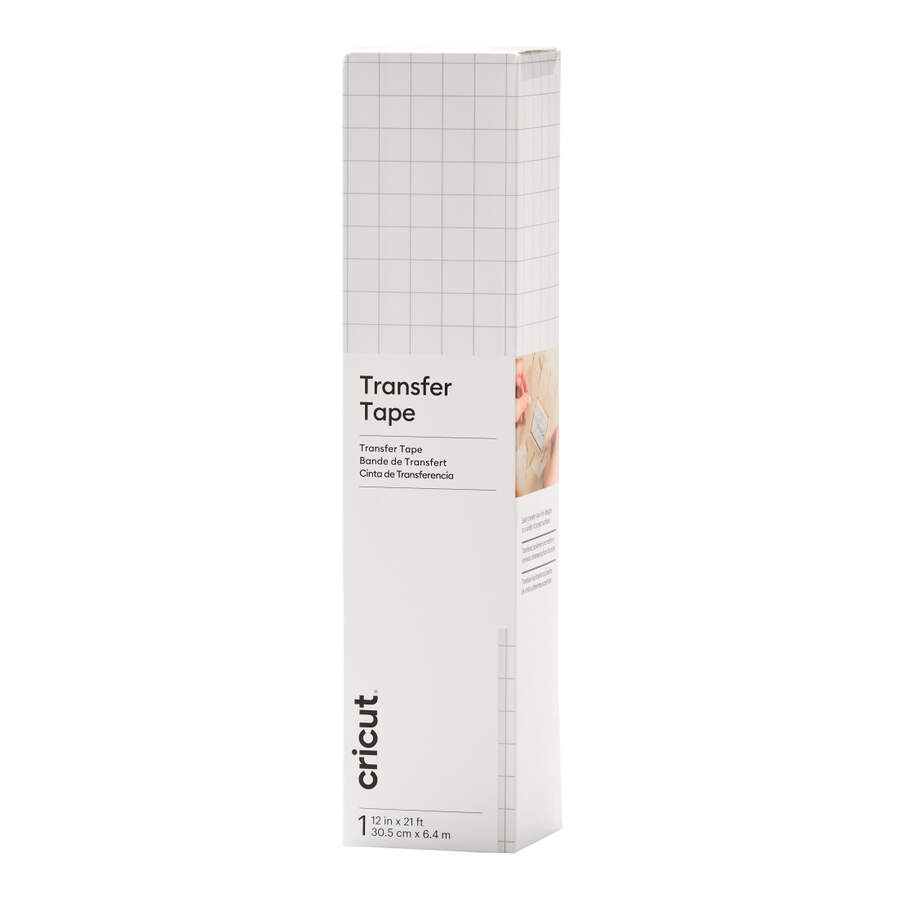 Transfer
Tape
Transfer Tape
Bande de Transfert
Cinta de Transferencia
cricut
1 12 in x 21 ft
30.5 cm x 6.4 m